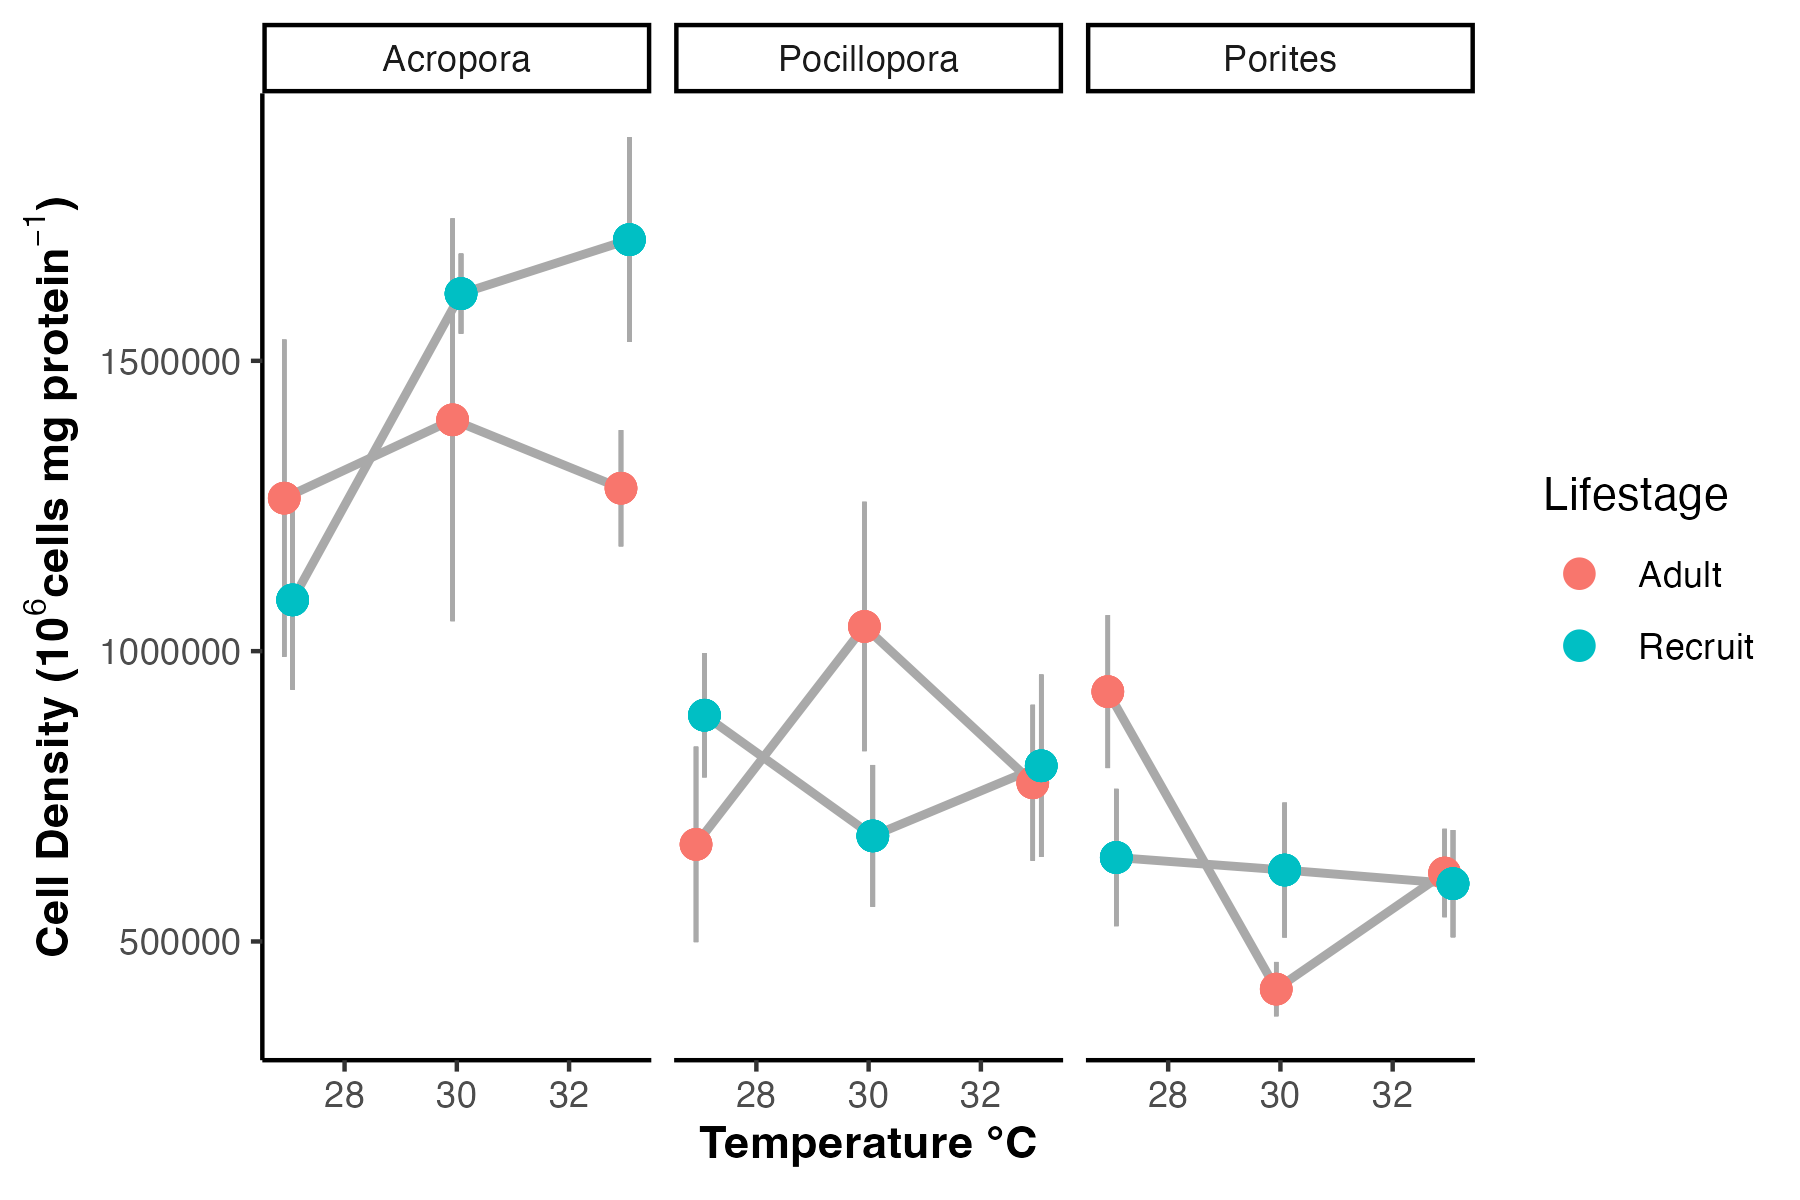 Acropora
Pocillopora
Porites
Cell Density (10⁶cells mg protein⁻¹)
1500000
1000000
500000
28 30 32
28 30 32
28 30 32
Temperature °C
Lifestage
Adult
Recruit